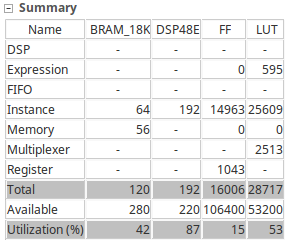 Summary
Name BRAM_18K DSP48E FF LUT
DSP - - - -
Expression - - 0 595
FIFO - - - -
Instance 64 192 14963 25609
Memory 56 - 0 0
Multiplexer - - - 2513
Register - - 1043 -
Total 120 192 16006 28717
Available 280 220 106400 53200
Utilization (%) 42 87 15 53